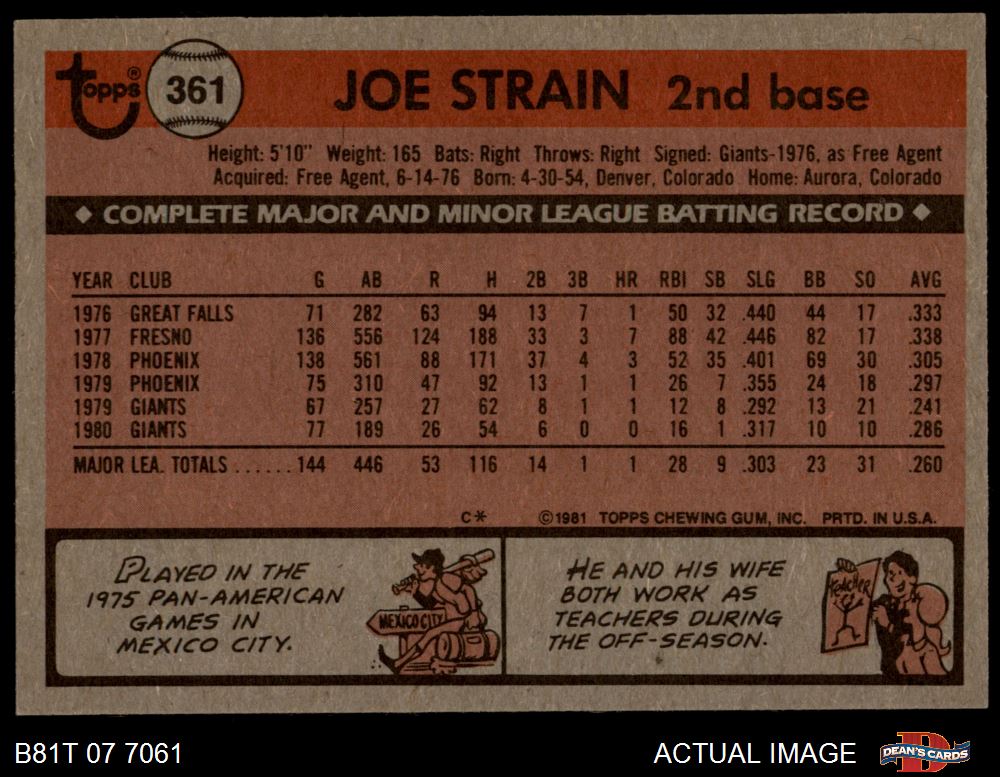 Topps® 361 JOE STRAIN 2nd base
Height: 5'10" Weight: 165 Bats: Right Throws: Right Signed: Giants-1976, as Free Agent
Acquired: Free Agent, 6-14-76 Born: 4-30-54, Denver, Colorado Home: Aurora, Colorado
◆ COMPLETE MAJOR AND MINOR LEAGUE BATTING RECORD ◆
YEAR CLUB G AB R H 2B 3B HR RBI SB SLG BB SO AVG
1976 GREAT FALLS 71 282 63 94 13 7 1 50 32 .440 44 17 .333
1977 FRESNO 136 556 124 188 33 3 7 88 42 .446 82 17 .338
1978 PHOENIX 138 561 88 171 37 4 3 52 35 .401 69 30 .305
1979 PHOENIX 75 310 47 92 13 1 1 26 7 .355 24 18 .297
1979 GIANTS 67 257 27 62 8 1 1 12 8 .292 13 21 .241
1980 GIANTS 77 189 26 54 6 0 0 16 1 .317 10 10 .286
MAJOR LEA. TOTALS ...... 144 446 53 116 14 1 1 28 9 .303 23 31 .260
C* ©1981 TOPPS CHEWING GUM, INC. PRTD. IN U.S.A.
PLAYED IN THE
1975 PAN-AMERICAN
GAMES IN
MEXICO CITY.
MEXICO CITY
HE AND HIS WIFE
BOTH WORK AS
TEACHERS DURING
THE OFF-SEASON.
TEACHER
B81T 07 7061
ACTUAL IMAGE
DEAN'S CARDS